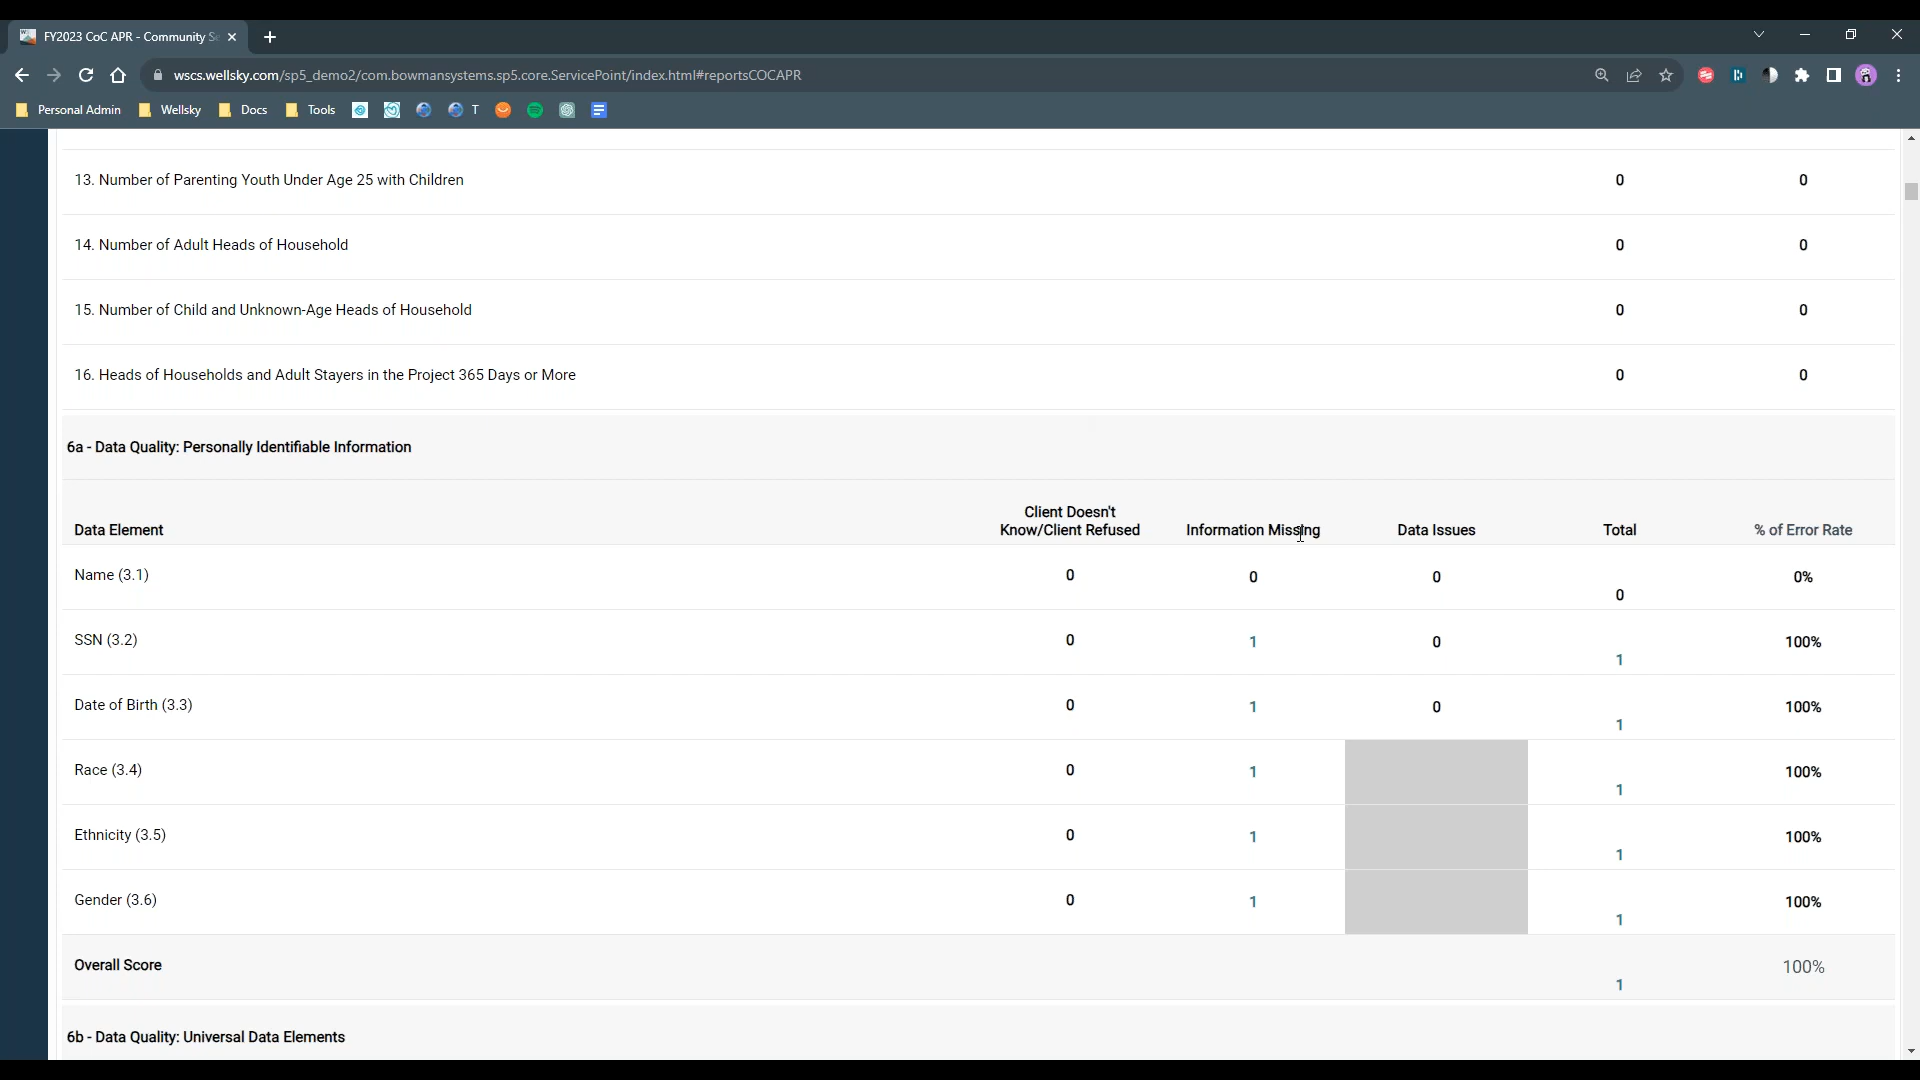 FY2023 CoC APR - Community Se
wscs.wellsky.com/sp5_demo2/com.bowmansystems.sp5.core.ServicePoint/index.html#reportsCOCAPR
Personal Admin Wellsky Docs Tools T
13. Number of Parenting Youth Under Age 25 with Children 0 0
14. Number of Adult Heads of Household 0 0
15. Number of Child and Unknown-Age Heads of Household 0 0
16. Heads of Households and Adult Stayers in the Project 365 Days or More 0 0
6a - Data Quality: Personally Identifiable Information
Client Doesn't
Data Element Know/Client Refused Information Missing Data Issues Total % of Error Rate
Name (3.1) 0 0 0 0 0%
SSN (3.2) 0 1 0 1 100%
Date of Birth (3.3) 0 1 0 1 100%
Race (3.4) 0 1 1 100%
Ethnicity (3.5) 0 1 1 100%
Gender (3.6) 0 1 1 100%
Overall Score 1 100%
6b - Data Quality: Universal Data Elements